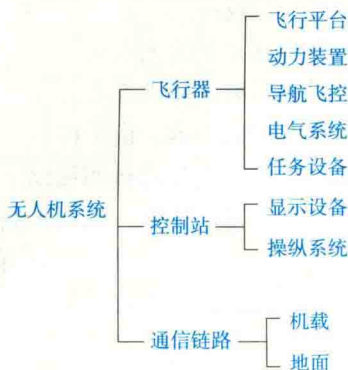 飞行平台
动力装置
飞行器
导航飞控
电气系统
任务设备
无人机系统
控制站
显示设备
操纵系统
通信链路
机载
地面